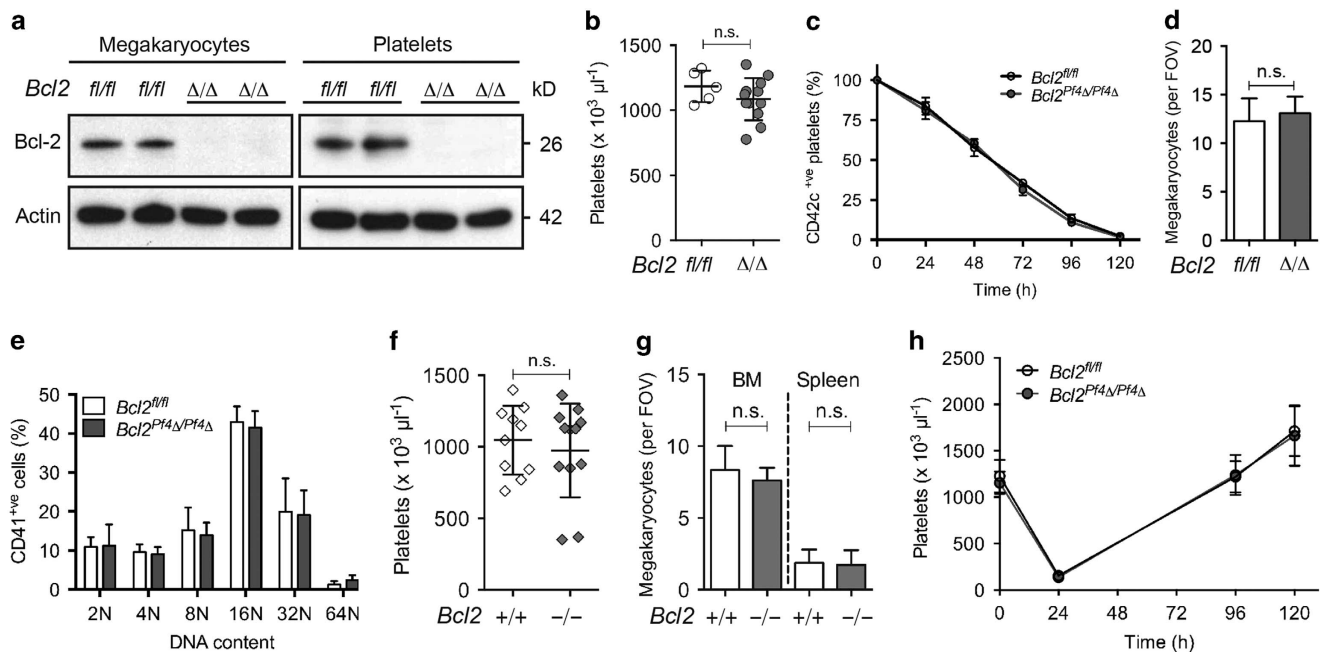 a
Megakaryocytes Platelets
Bcl2 fl/fl fl/fl Δ/Δ Δ/Δ fl/fl fl/fl Δ/Δ Δ/Δ kD
Bcl-2 26
Actin 42
b
n.s.
Platelets (x 10³ µl⁻¹)
1500
1000
500
0
Bcl2 fl/fl Δ/Δ
c
CD42c ⁺ᵛᵉ platelets (%)
100
75
50
25
0
Bcl2fl/fl
Bcl2Pf4Δ/Pf4Δ
0 24 48 72 96 120
Time (h)
d
Megakaryocytes (per FOV)
20
15
10
5
0
n.s.
Bcl2 fl/fl Δ/Δ
e
CD41⁺ᵛᵉ cells (%)
50
40
30
20
10
0
Bcl2fl/fl
Bcl2Pf4Δ/Pf4Δ
2N 4N 8N 16N 32N 64N
DNA content
f
n.s.
Platelets (x 10³ µl⁻¹)
1500
1000
500
0
Bcl2 +/+ −/−
g
Megakaryocytes (per FOV)
15
10
5
0
BM Spleen
n.s. n.s.
Bcl2 +/+ −/− +/+ −/−
h
Platelets (x 10³ µl⁻¹)
2500
2000
1500
1000
500
0
Bcl2fl/fl
Bcl2Pf4Δ/Pf4Δ
0 24 48 72 96 120
Time (h)